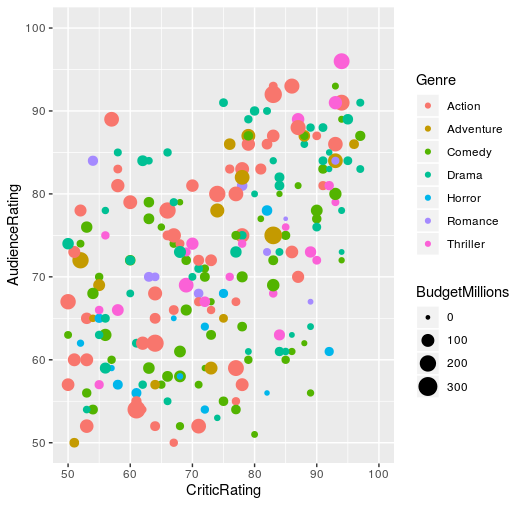 100
90
80
70
60
50
AudienceRating
50 60 70 80 90 100
CriticRating
Genre
Action
Adventure
Comedy
Drama
Horror
Romance
Thriller
BudgetMillions
0
100
200
300